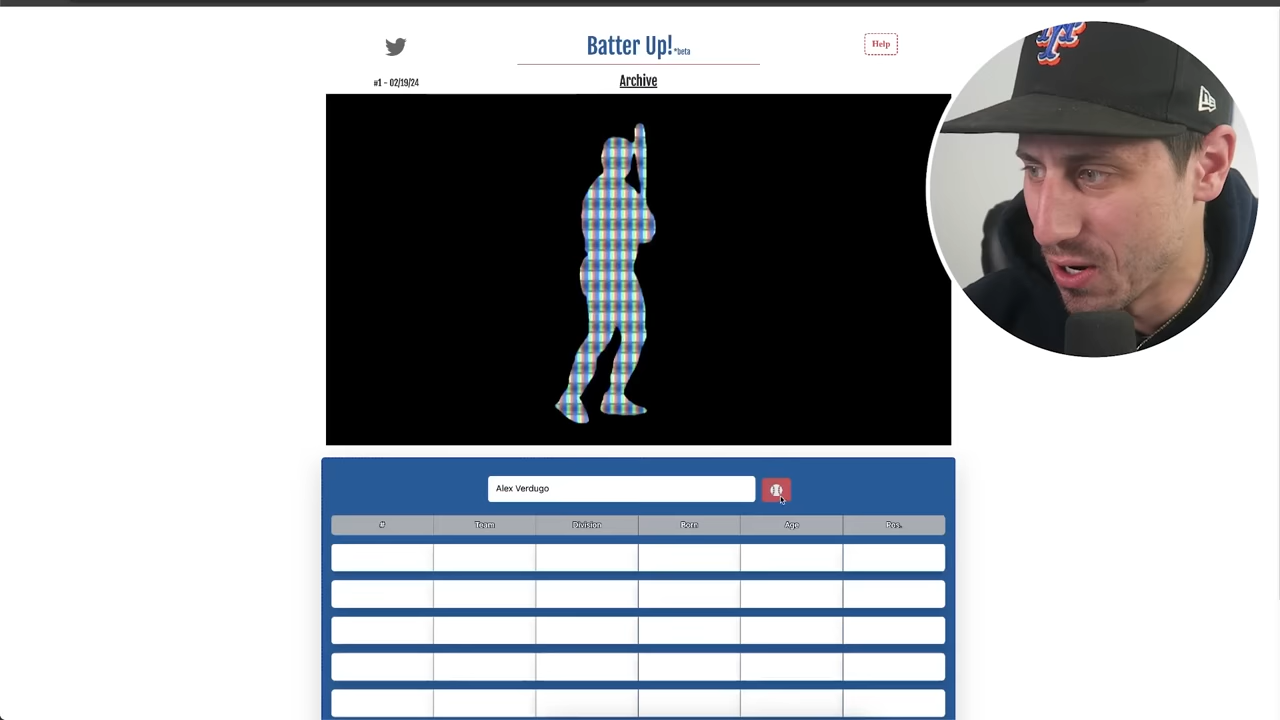 Batter Up! *beta
Help
#1 - 02/19/24
Archive
Alex Verdugo
# Team Division Born Age Pos.